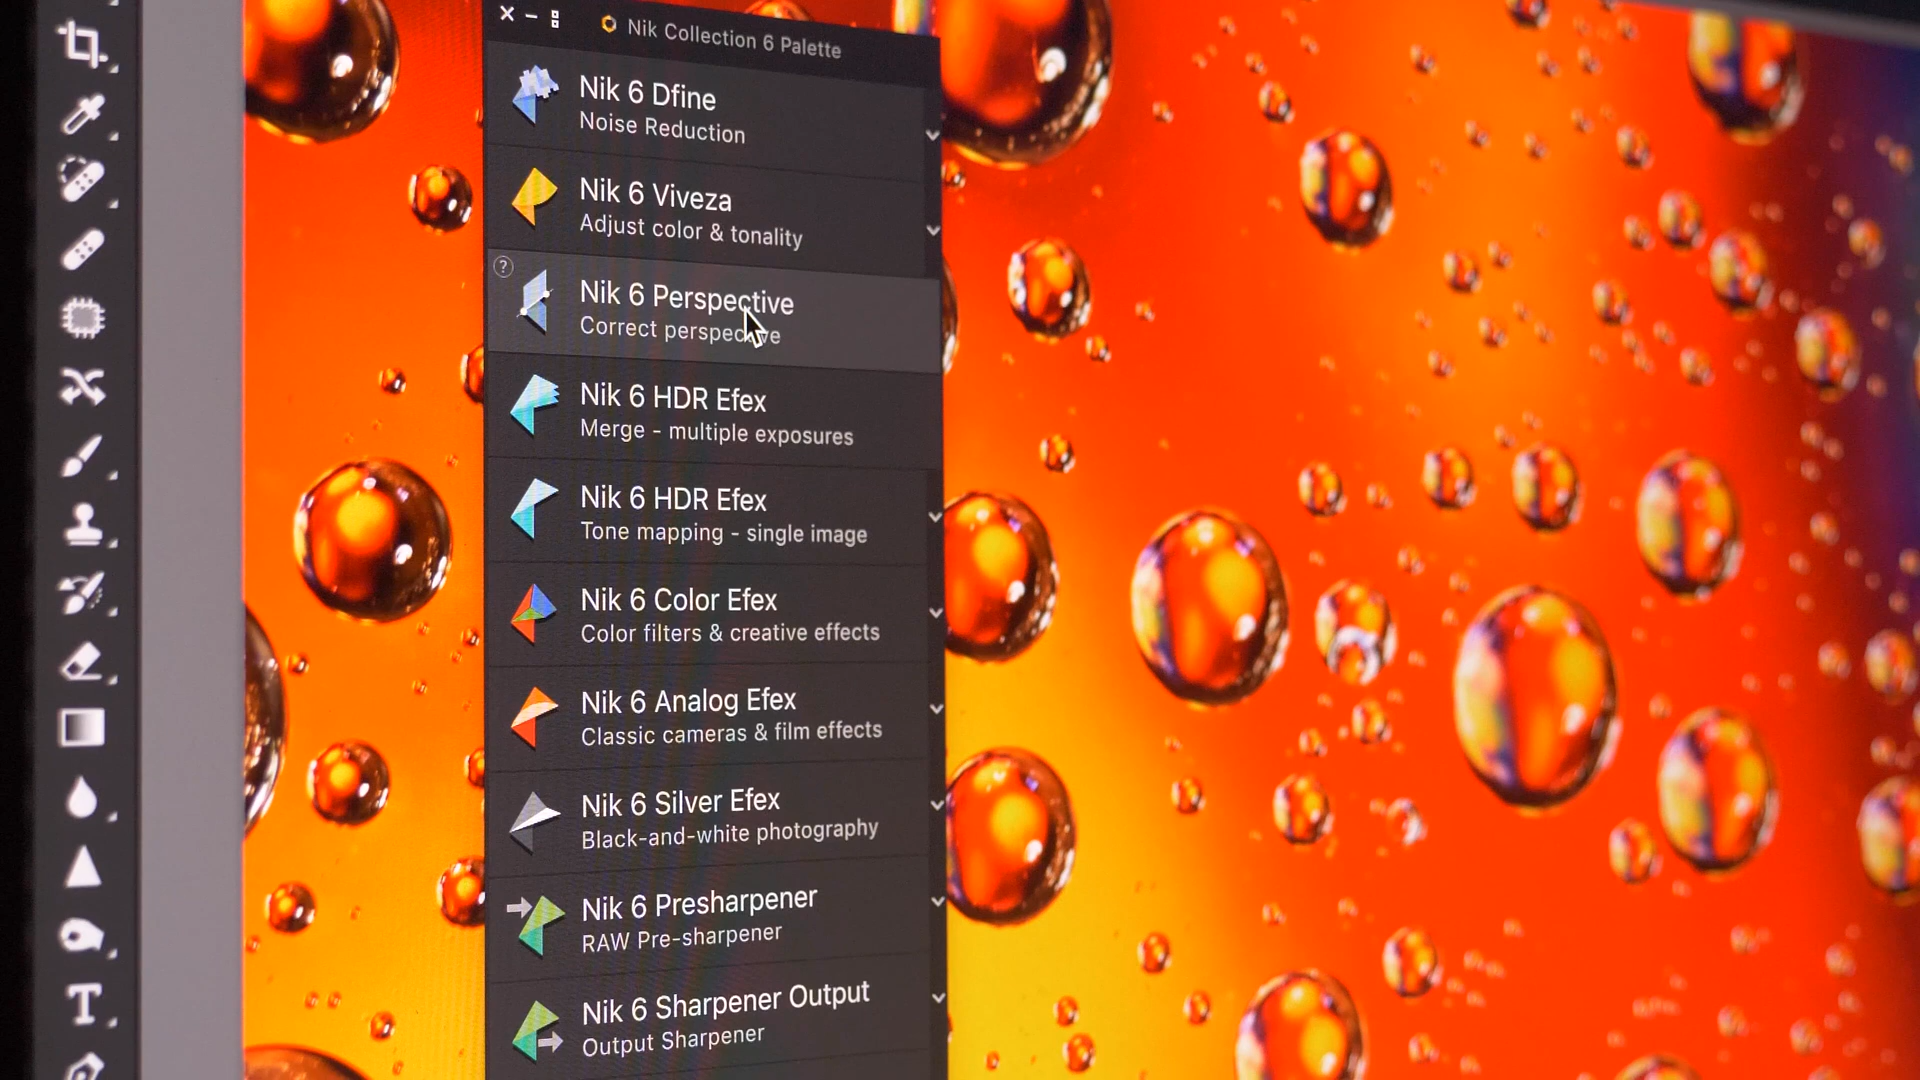 Nik Collection 6 Palette
Nik 6 Dfine
Noise Reduction
Nik 6 Viveza
Adjust color & tonality
?
Nik 6 Perspective
Correct perspective
Nik 6 HDR Efex
Merge - multiple exposures
Nik 6 HDR Efex
Tone mapping - single image
Nik 6 Color Efex
Color filters & creative effects
Nik 6 Analog Efex
Classic cameras & film effects
Nik 6 Silver Efex
Black-and-white photography
Nik 6 Presharpener
RAW Pre-sharpener
Nik 6 Sharpener Output
Output Sharpener
T